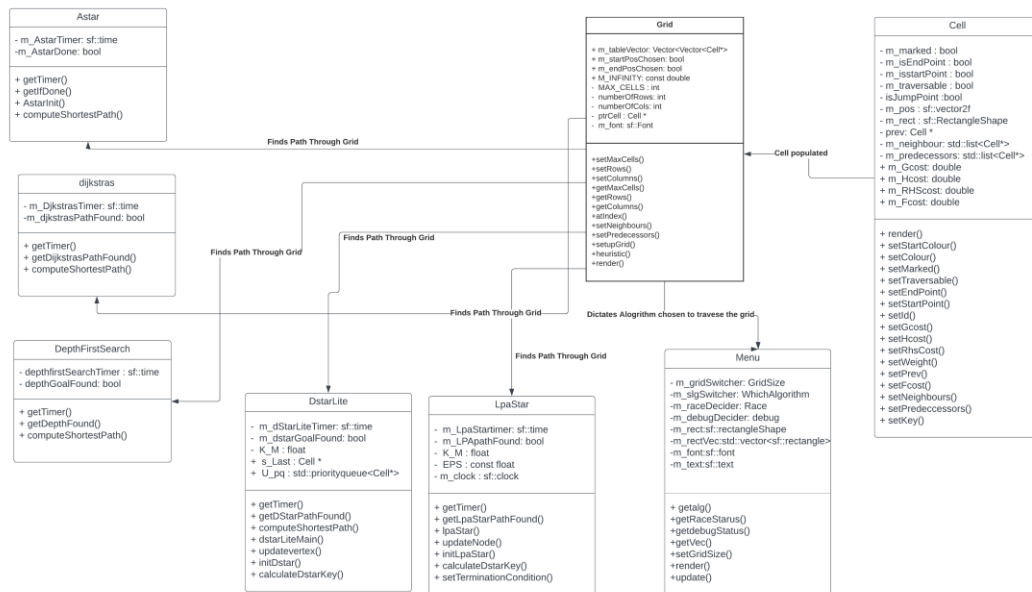 Astar
- m_AstarTimer: sf::time
-m_AstarDone: bool
+ getTimer()
+ getIfDone()
+ AstarInit()
+ computeShortestPath()
Finds Path Through Grid
dijkstras
- m_DjkstrasTimer: sf::time
-m_djkstrasPathFound: bool
+ getTimer()
+ getDijkstrasPathFound()
+ computeShortestPath()
Finds Path Through Grid
Finds Path Through Grid
Finds Path Through Grid
DepthFirstSearch
- depthfirstSearchTimer : sf::time
- depthGoalFound: bool
+ getTimer()
+ getDepthFound()
+ computeShortestPath()
Finds Path Through Grid
DstarLite
- m_dStarLiteTimer: sf::time
- m_dstarGoalFound: bool
- K_M : float
+ s_Last : Cell *
+ U_pq : std::priorityqueue<Cell*>
+ getTimer()
+ getDStarPathFound()
+ computeShortestPath()
+ dstarLiteMain()
+ updatevertex()
+ initDstar()
+ calculateDstarKey()
LpaStar
- m_LpaStartimer: sf::time
- m_LPApathFound: bool
- K_M : float
- EPS : const float
- m_clock : sf::clock
+ getTimer()
+ getLpaStarPathFound()
+ lpaStar()
+ updateNode()
+ initLpaStar()
+ calculateDstarKey()
+ setTerminationCondition()
Grid
+ m_tableVector: Vector<Vector<Cell*>
+ m_startPosChosen: bool
+ m_endPosChosen: bool
+ M_INFINITY: const double
- MAX_CELLS : int
- numberOfRows: int
- numberOfCols: int
- ptrCell : Cell *
- m_font: sf::Font
+setMaxCells()
+setRows()
+setColumns()
+getMaxCells()
+getRows()
+getColumns()
+atIndex()
+setNeighbours()
+setPredecessors()
+setupGrid()
+heuristic()
+render()
Cell populated
Dictates Alogrithm chosen to travese the grid
Menu
- m_gridSwitcher: GridSize
-m_slgSwitcher: WhichAlgorithm
-m_raceDecider: Race
-m_debugDecider: debug
-m_rect:sf::rectangleShape
-m_rectVec:std::vector<sf::rectangle>
-m_font:sf::font
-m_text:sf::text
+ getalg()
+getRaceStarus()
+getdebugStatus()
+getVec()
+setGridSize()
+render()
+update()
Cell
- m_marked : bool
- m_isEndPoint : bool
- m_isstartPoint : bool
- m_traversable : bool
- isJumpPoint :bool
- m_pos : sf::vector2f
- m_rect : sf::RectangleShape
- prev: Cell *
- m_neighbour: std::list<Cell*>
- m_predecessors: std::list<Cell*>
+ m_Gcost: double
+ m_Hcost: double
+ m_RHScost: double
+ m_Fcost: double
+ render()
+ setStartColour()
+ setColour()
+ setMarked()
+ setTraversable()
+ setEndPoint()
+ setStartPoint()
+ setId()
+ setGcost()
+ setHcost()
+ setRhsCost()
+ setWeight()
+ setPrev()
+ setFcost()
+ setNeighbours()
+ setPredeccessors()
+ setKey()